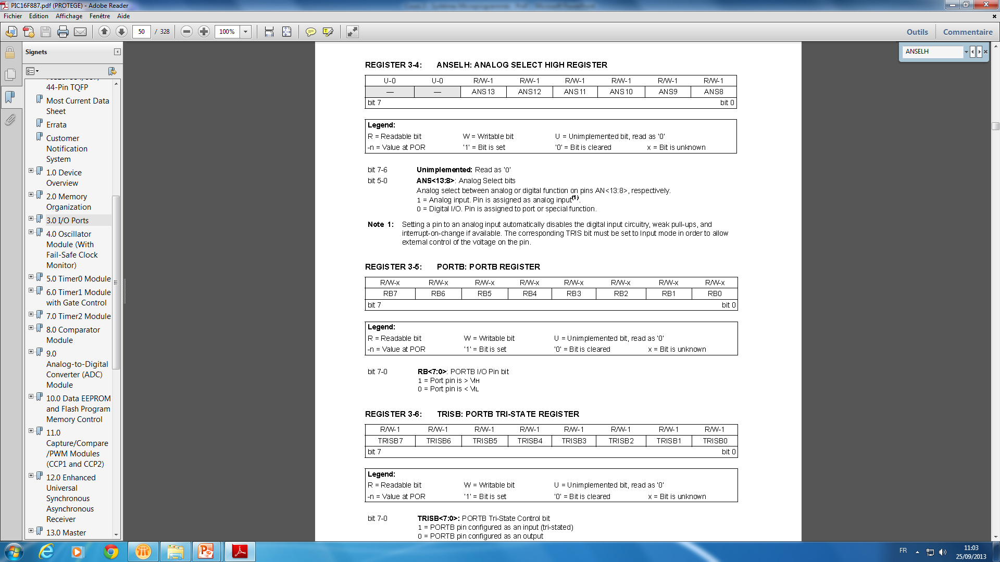 PIC16F887.pdf (PROTEGE) - Adobe Reader
Fichier Edition Affichage Fenêtre Aide
50 / 328 100% Outils Commentaire
Signets
ANSELH
44-Pin TQFP
Most Current Data
Sheet
Errata
Customer
Notification
System
1.0 Device
Overview
2.0 Memory
Organization
3.0 I/O Ports
4.0 Oscillator
Module (With
Fail-Safe Clock
Monitor)
5.0 Timer0 Module
6.0 Timer1 Module
with Gate Control
7.0 Timer2 Module
8.0 Comparator
Module
9.0
Analog-to-Digital
Converter (ADC)
Module
10.0 Data EEPROM
and Flash Program
Memory Control
11.0
Capture/Compare
/PWM Modules
(CCP1 and CCP2)
12.0 Enhanced
Universal
Synchronous
Asynchronous
Receiver
13.0 Master
REGISTER 3-4: ANSELH: ANALOG SELECT HIGH REGISTER
U-0 U-0 R/W-1 R/W-1 R/W-1 R/W-1 R/W-1 R/W-1
— — ANS13 ANS12 ANS11 ANS10 ANS9 ANS8
bit 7 bit 0
Legend:
R = Readable bit W = Writable bit U = Unimplemented bit, read as '0'
-n = Value at POR '1' = Bit is set '0' = Bit is cleared x = Bit is unknown
bit 7-6 Unimplemented: Read as '0'
bit 5-0 ANS<13:8>: Analog Select bits
Analog select between analog or digital function on pins AN<13:8>, respectively.
1 = Analog input. Pin is assigned as analog input(1).
0 = Digital I/O. Pin is assigned to port or special function.
Note 1: Setting a pin to an analog input automatically disables the digital input circuitry, weak pull-ups, and
interrupt-on-change if available. The corresponding TRIS bit must be set to Input mode in order to allow
external control of the voltage on the pin.
REGISTER 3-5: PORTB: PORTB REGISTER
R/W-x R/W-x R/W-x R/W-x R/W-x R/W-x R/W-x R/W-x
RB7 RB6 RB5 RB4 RB3 RB2 RB1 RB0
bit 7 bit 0
Legend:
R = Readable bit W = Writable bit U = Unimplemented bit, read as '0'
-n = Value at POR '1' = Bit is set '0' = Bit is cleared x = Bit is unknown
bit 7-0 RB<7:0>: PORTB I/O Pin bit
1 = Port pin is > VIH
0 = Port pin is < VIL
REGISTER 3-6: TRISB: PORTB TRI-STATE REGISTER
R/W-1 R/W-1 R/W-1 R/W-1 R/W-1 R/W-1 R/W-1 R/W-1
TRISB7 TRISB6 TRISB5 TRISB4 TRISB3 TRISB2 TRISB1 TRISB0
bit 7 bit 0
Legend:
R = Readable bit W = Writable bit U = Unimplemented bit, read as '0'
-n = Value at POR '1' = Bit is set '0' = Bit is cleared x = Bit is unknown
bit 7-0 TRISB<7:0>: PORTB Tri-State Control bit
1 = PORTB pin configured as an input (tri-stated)
0 = PORTB pin configured as an output
FR 11:03
25/09/2013